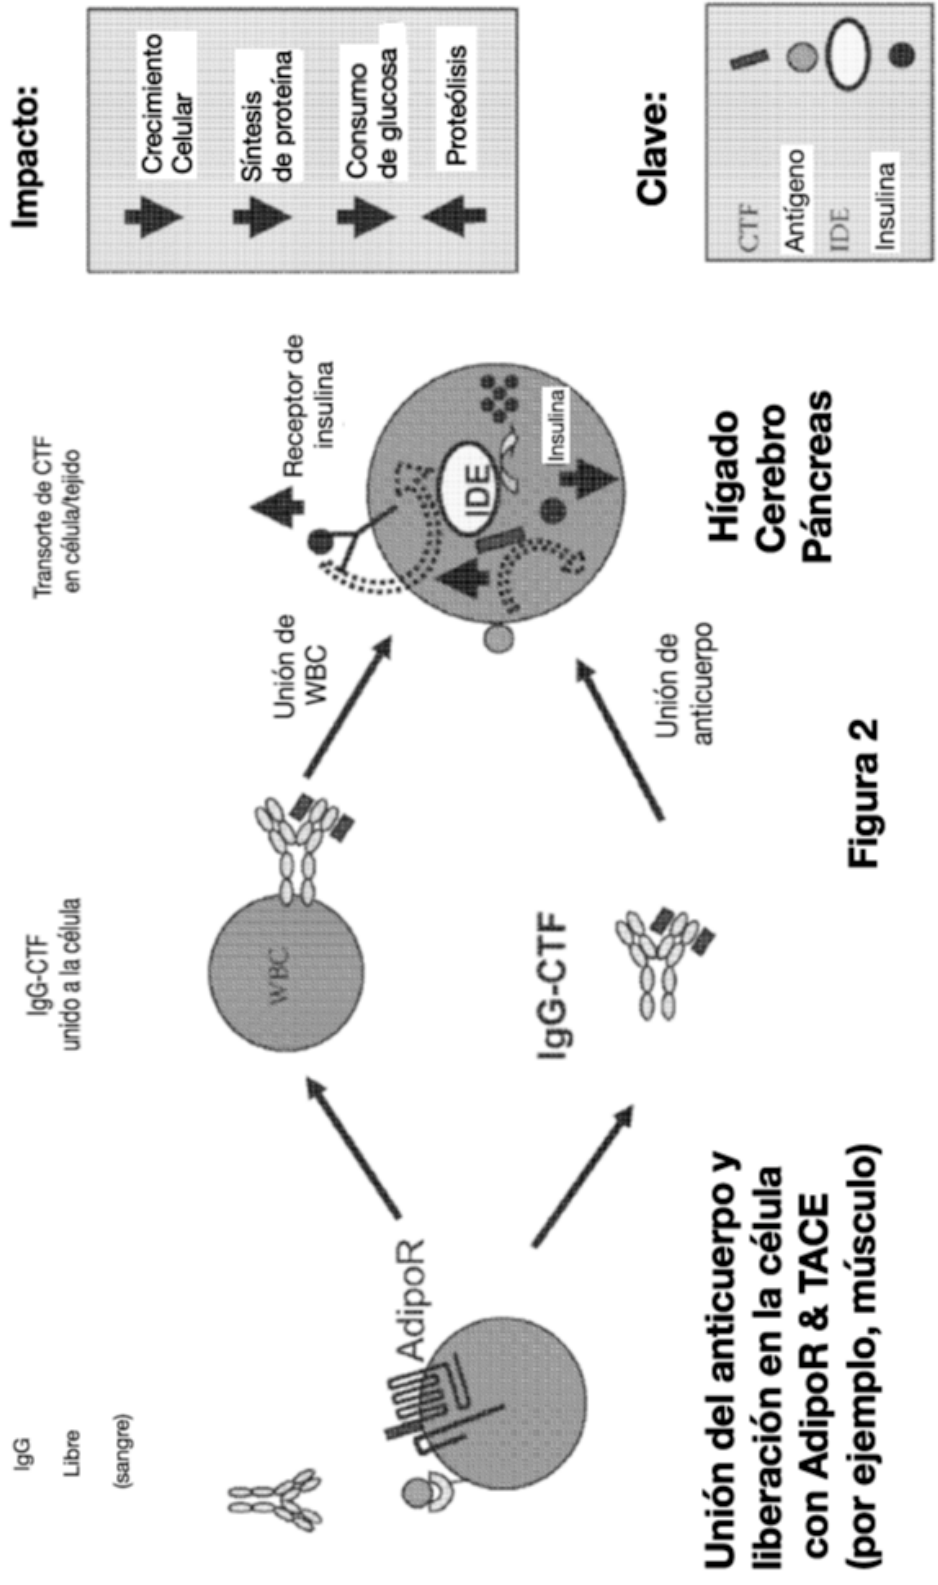 IgG
Libre
(sangre)
IgG-CTF
unido a la célula
Transorte de CTF
en célula/tejido
Impacto:
Crecimiento
Celular
Síntesis
de proteína
Consumo
de glucosa
Proteólisis
AdipoR
WBC
Unión de
WBC
Receptor de
insulina
IDE
Insulina
IgG-CTF
Unión de
anticuerpo
Hígado
Cerebro
Páncreas
Clave:
CTF
Antígeno
IDE
Insulina
Unión del anticuerpo y
liberación en la célula
con AdipoR & TACE
(por ejemplo, músculo)
Figura 2